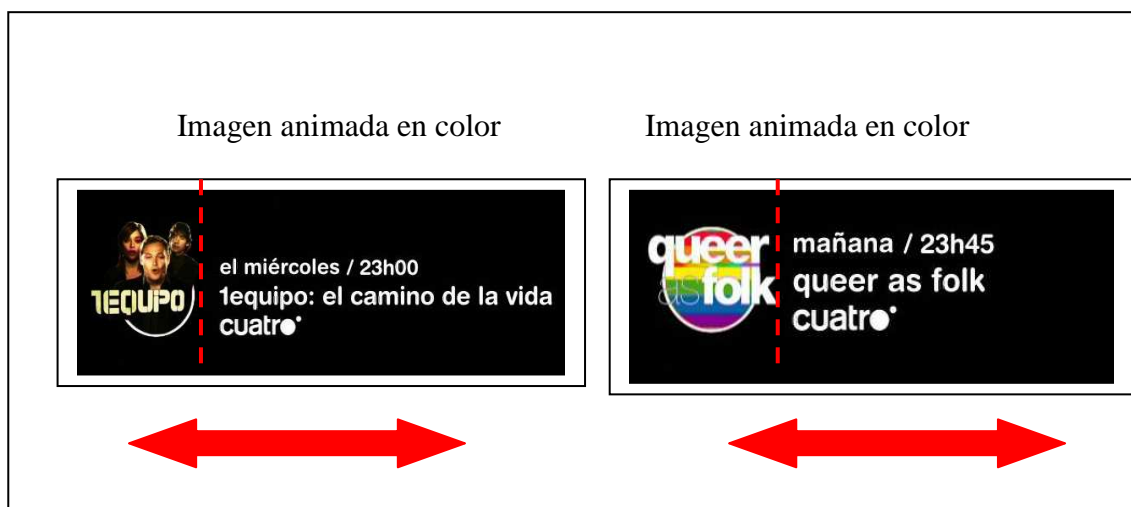 Imagen animada en color
Imagen animada en color
1EQUIPO
el miércoles / 23h00
1equipo: el camino de la vida
cuatro
queer
as folk
mañana / 23h45
queer as folk
cuatro